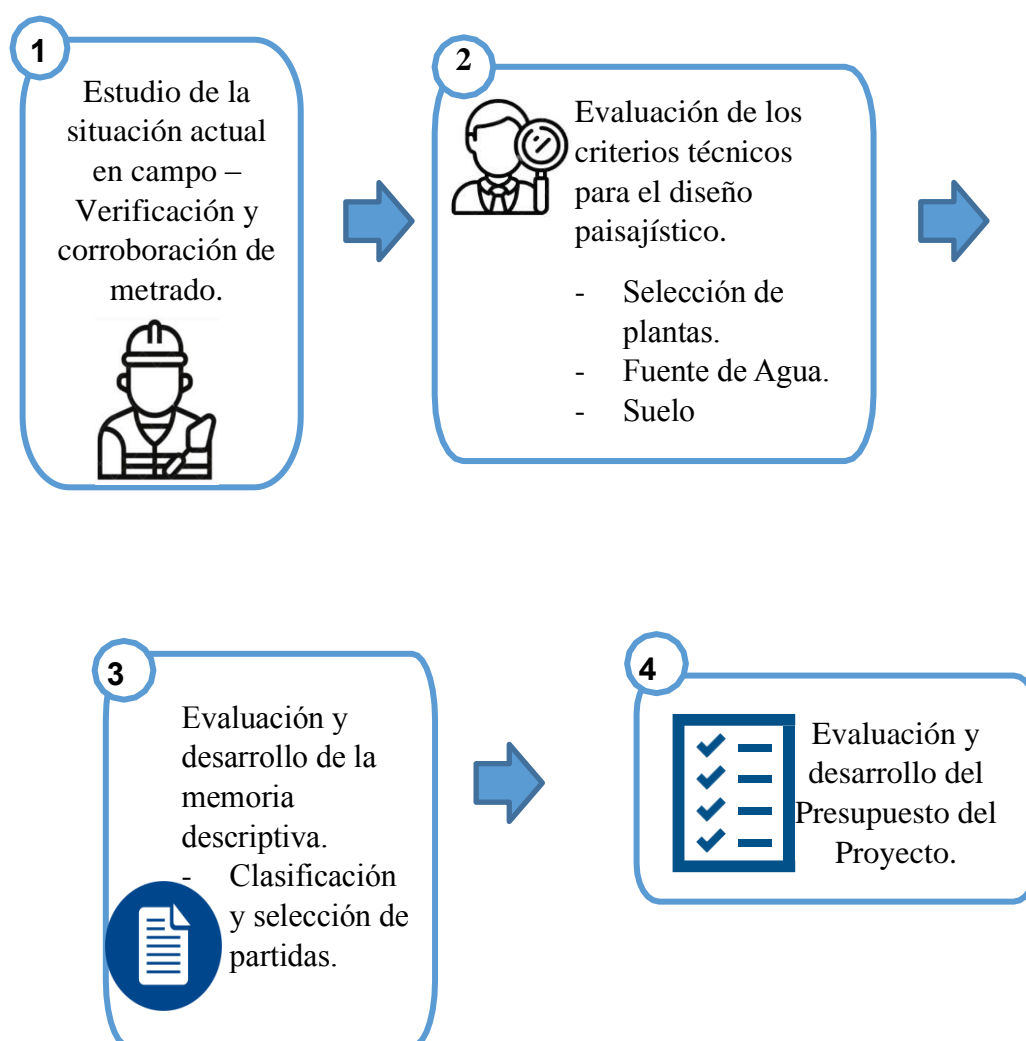 1
Estudio de la
situación actual
en campo –
Verificación y
corroboración de
metrado.
2
Evaluación de los
criterios técnicos
para el diseño
paisajístico.
- Selección de
plantas.
- Fuente de Agua.
- Suelo
3
Evaluación y
desarrollo de la
memoria
descriptiva.
- Clasificación
y selección de
partidas.
4
Evaluación y
desarrollo del
Presupuesto del
Proyecto.